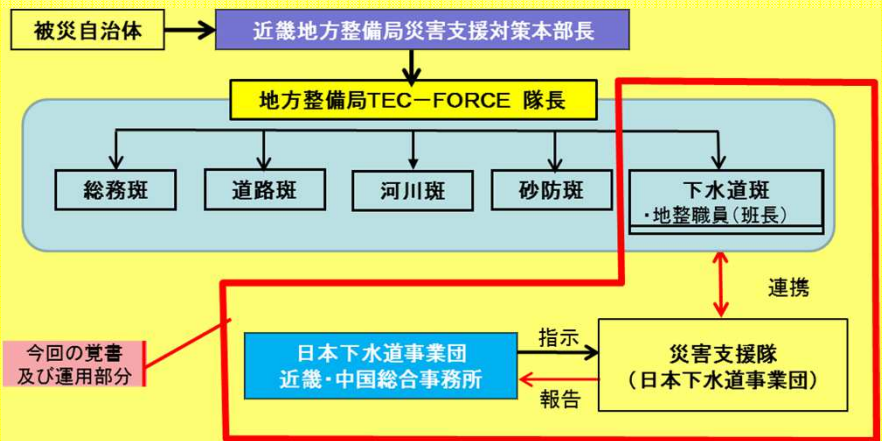 被災自治体
近畿地方整備局災害支援対策本部長
地方整備局TEC－FORCE 隊長
総務斑
道路斑
河川斑
砂防斑
下水道斑
・地整職員（班長）
連携
今回の覚書
及び運用部分
日本下水道事業団
近畿・中国総合事務所
指示
報告
災害支援隊
（日本下水道事業団）